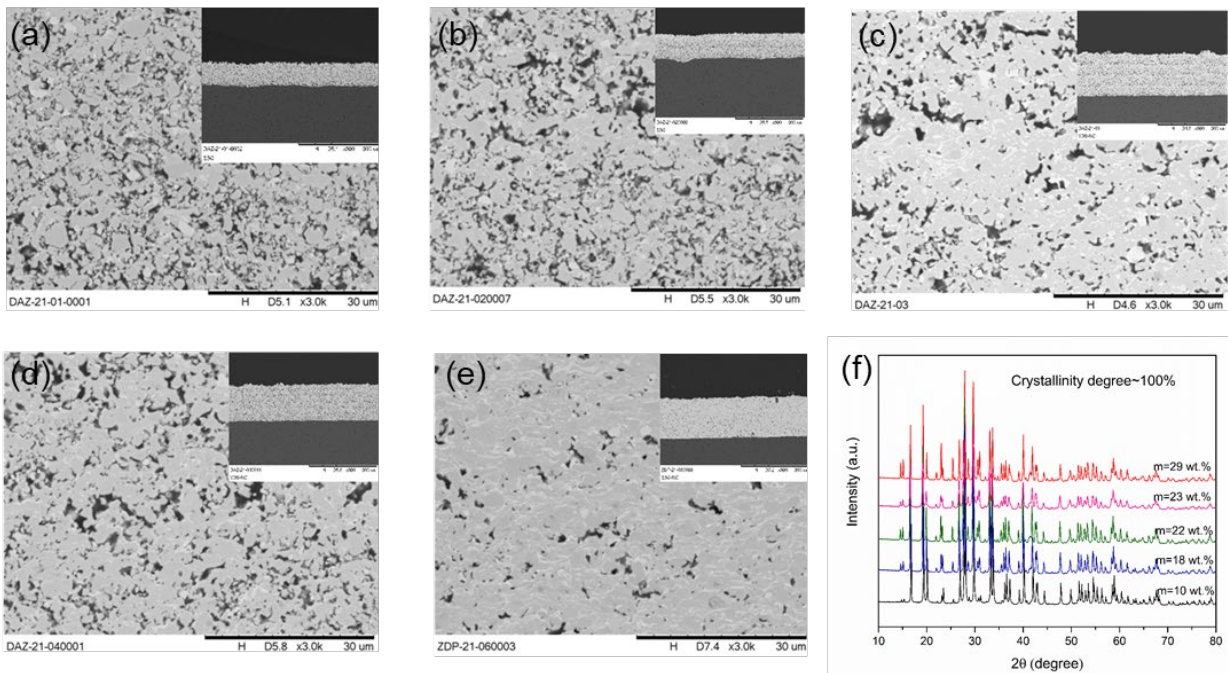 (a)
DAZ-21-01-0001 H D5.1 x3.0k 30 um
(b)
DAZ-21-020007 H D5.5 x3.0k 30 um
(c)
DAZ-21-03 H D4.6 x3.0k 30 um
(d)
DAZ-21-040001 H D5.8 x3.0k 30 um
(e)
ZDP-21-060003 H D7.4 x3.0k 30 um
(f)
Crystallinity degree~100%
Intensity (a.u.)
m=29 wt.%
m=23 wt.%
m=22 wt.%
m=18 wt.%
m=10 wt.%
10 20 30 40 50 60 70 80
2θ (degree)